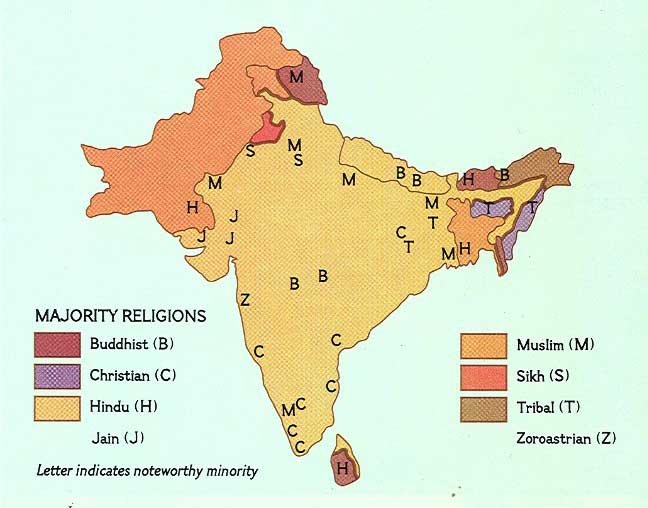 M
M
S
S
M
M
B
B
H
B
H
J
M
T
T
T
J
J
C
T
M
H
B
B
Z
C
C
C
M
C
C
C
H
MAJORITY RELIGIONS
Buddhist (B)
Christian (C)
Hindu (H)
Jain (J)
Letter indicates noteworthy minority
Muslim (M)
Sikh (S)
Tribal (T)
Zoroastrian (Z)